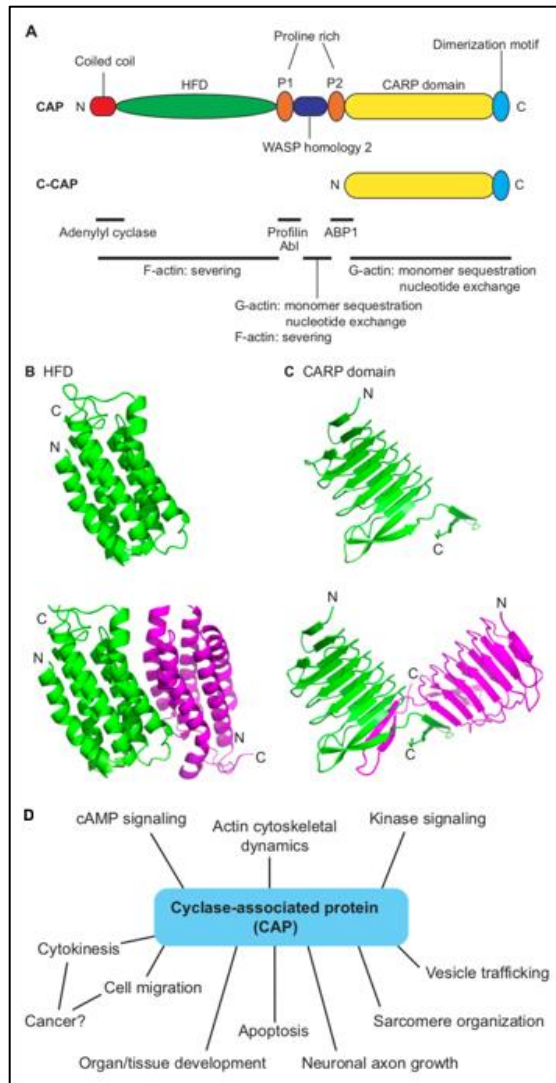 A
Proline rich
Dimerization motif
Coiled coil
HFD
P1
P2
CARP domain
CAP
N
C
WASP homology 2
C-CAP
N
C
Adenylyl cyclase
Profilin
Abl
ABP1
F-actin: severing
G-actin: monomer sequestration
nucleotide exchange
G-actin: monomer sequestration
nucleotide exchange
F-actin: severing
B HFD
C CARP domain
C
N
N
C
C
N
N
C
N
N
C
C
D
cAMP signaling
Actin cytoskeletal
dynamics
Kinase signaling
Cyclase-associated protein
(CAP)
Cytokinesis
Cell migration
Cancer?
Vesicle trafficking
Apoptosis
Sarcomere organization
Organ/tissue development
Neuronal axon growth